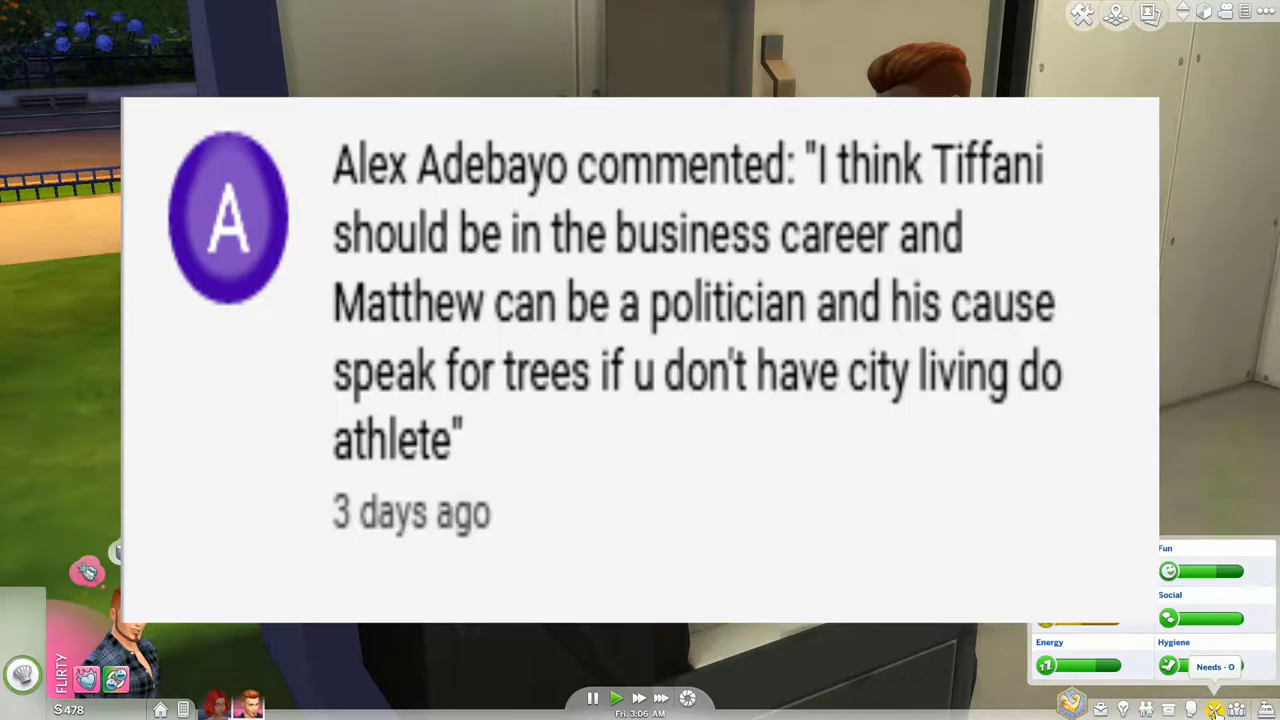 A
Alex Adebayo commented: "I think Tiffani
should be in the business career and
Matthew can be a politician and his cause
speak for trees if u don't have city living do
athlete"
3 days ago
Fun
Social
Energy
Hygiene
Needs - O
FLIRTY
§478
Fri. 3:06 AM